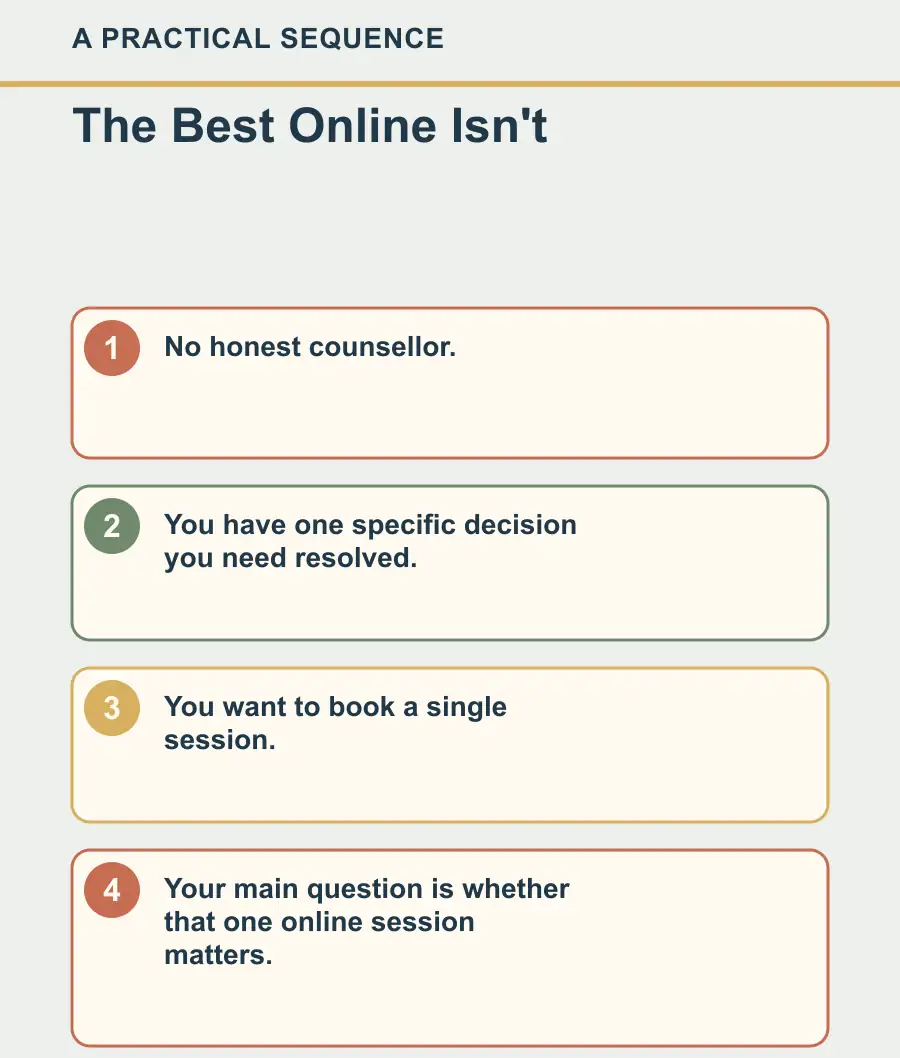 A PRACTICAL SEQUENCE
The Best Online Isn't
1
No honest counsellor.
2
You have one specific decision
you need resolved.
3
You want to book a single
session.
4
Your main question is whether
that one online session
matters.